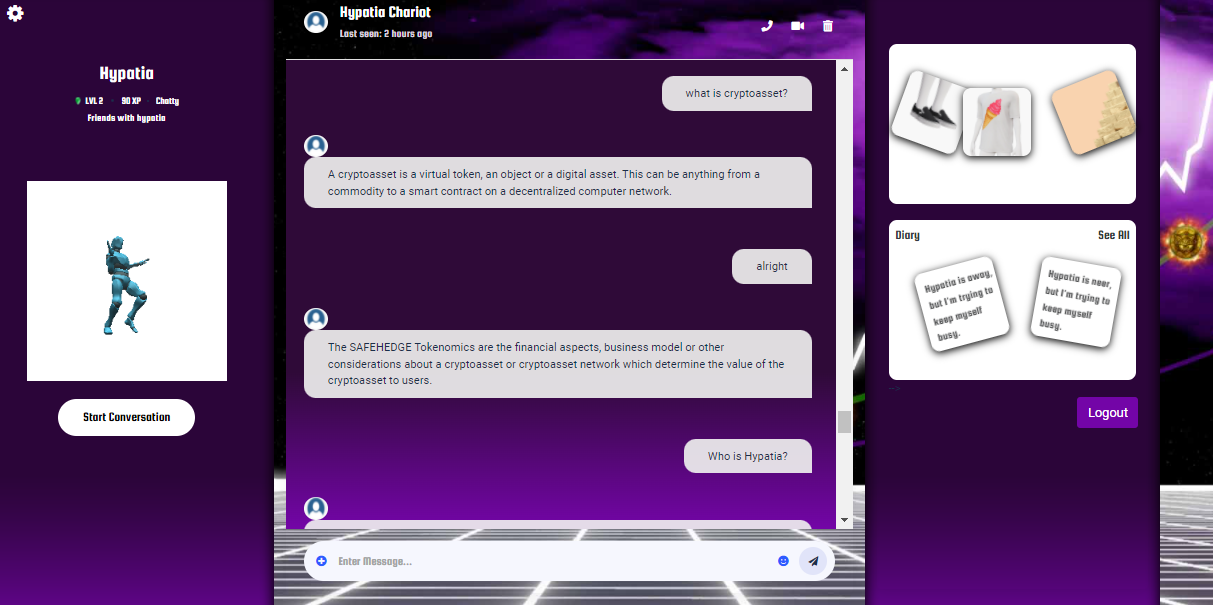 Hypatia
LVL 2 · 90 XP · Chatty
Friends with hypatia
Start Conversation
Hypatia Chariot
Last seen: 2 hours ago
what is cryptoasset?
A cryptoasset is a virtual token, an object or a digital asset. This can be anything from a
commodity to a smart contract on a decentralized computer network.
alright
The SAFEHEDGE Tokenomics are the financial aspects, business model or other
considerations about a cryptoasset or cryptoasset network which determine the value of the
cryptoasset to users.
Who is Hypatia?
Enter Message...
Diary
See All
Hypatia is away,
but I'm trying to
keep myself
busy.
Hypatia is neer,
but I'm trying to
keep myself
busy.
-->
Logout